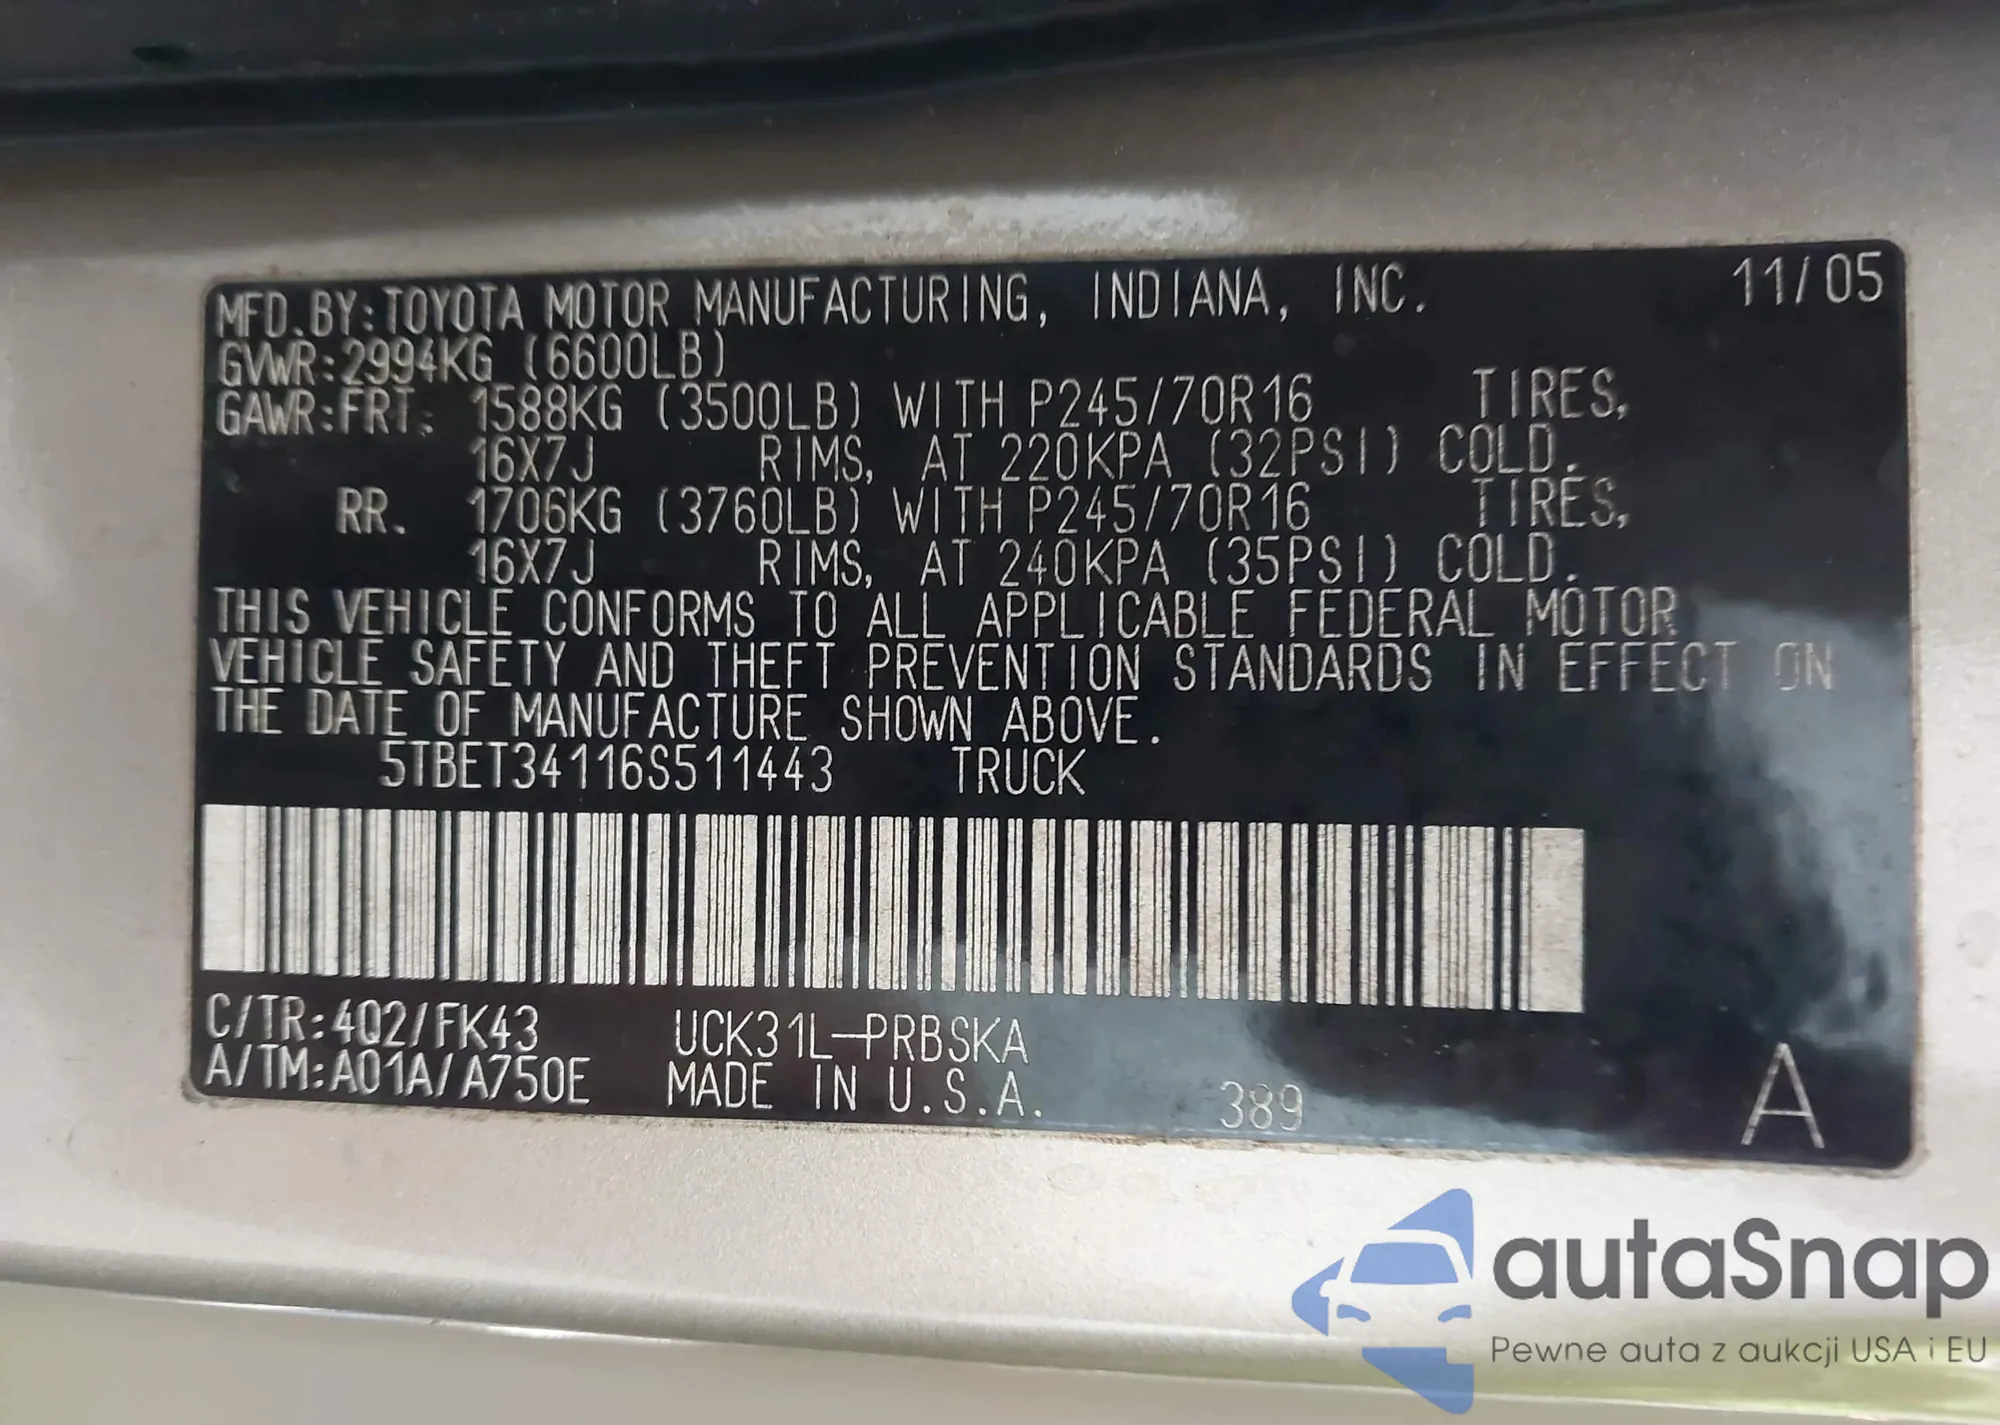 MFD. BY: TOYOTA MOTOR MANUFACTURING, INDIANA, INC. 11/05
GVWR: 2994KG (6600LB)
GAWR: FRT. 1588KG (3500LB) WITH P245/70R16 TIRES,
16X7J RIMS, AT 220KPA (32PSI) COLD.
RR. 1706KG (3760LB) WITH P245/70R16 TIRES,
16X7J RIMS, AT 240KPA (35PSI) COLD.
THIS VEHICLE CONFORMS TO ALL APPLICABLE FEDERAL MOTOR
VEHICLE SAFETY AND THEFT PREVENTION STANDARDS IN EFFECT ON
THE DATE OF MANUFACTURE SHOWN ABOVE.
5TBET34116S511443 TRUCK
C/TR: 4Q2/FK43 UCK31L-PRBSKA
A/TM: A01A/A750E MADE IN U.S.A. 389 A
autaSnap
Pewne auta z aukcji USA i EU